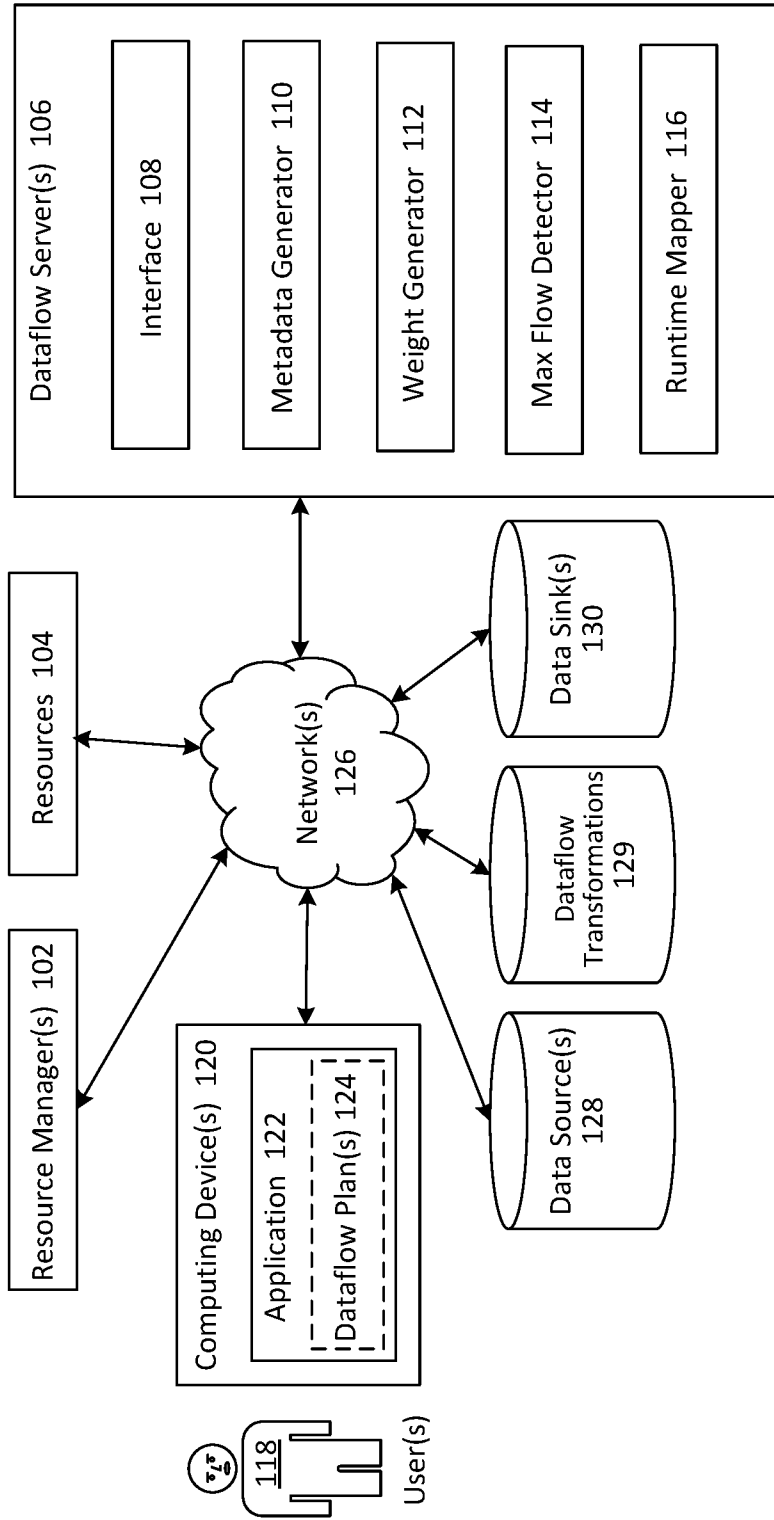 Resource Manager(s) 102
Resources 104
Dataflow Server(s) 106
Interface 108
Metadata Generator 110
Weight Generator 112
Max Flow Detector 114
Runtime Mapper 116
118
User(s)
Computing Device(s) 120
Application 122
Dataflow Plan(s) 124
Network(s)
126
Data Source(s)
128
Dataflow
Transformations
129
Data Sink(s)
130